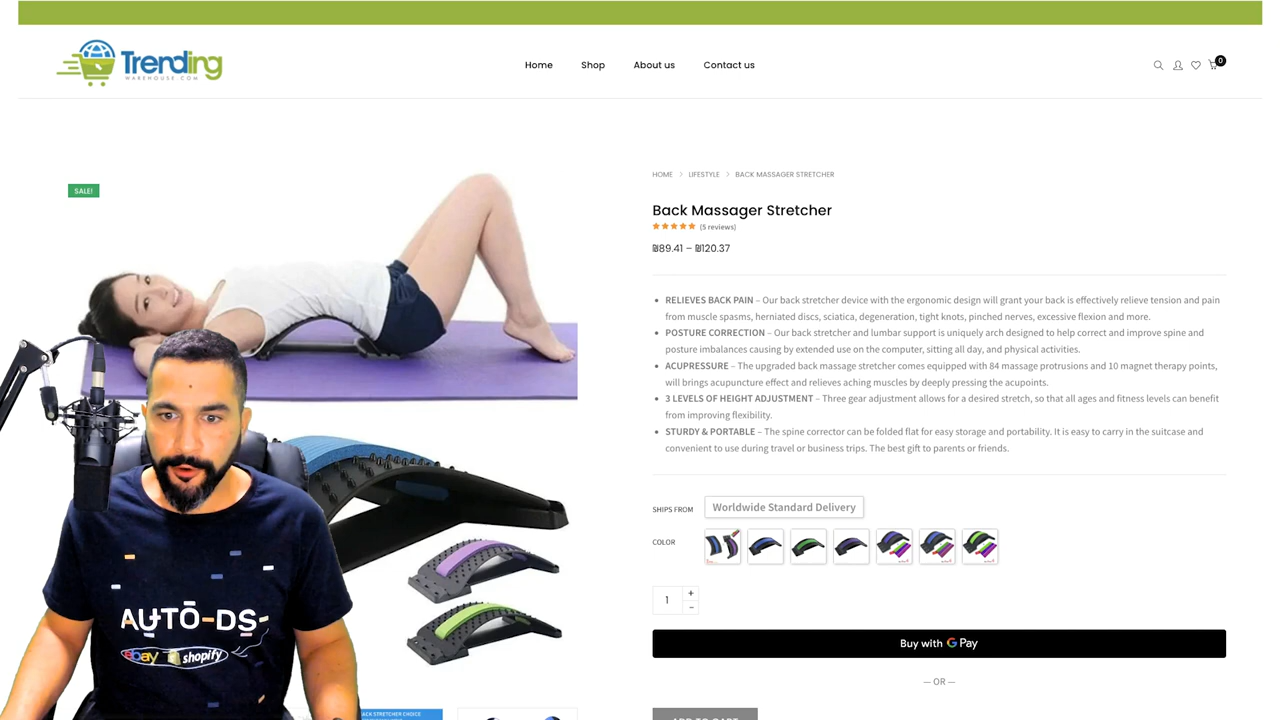 Trending
WAREHOUSE.COM
Home
Shop
About us
Contact us
0
SALE!
HOME > LIFESTYLE > BACK MASSAGER STRETCHER
Back Massager Stretcher
(5 reviews)
₪89.41 – ₪120.37
• RELIEVES BACK PAIN – Our back stretcher device with the ergonomic design will grant your back is effectively relieve tension and pain
from muscle spasms, herniated discs, sciatica, degeneration, tight knots, pinched nerves, excessive flexion and more.
• POSTURE CORRECTION – Our back stretcher and lumbar support is uniquely arch designed to help correct and improve spine and
posture imbalances causing by extended use on the computer, sitting all day, and physical activities.
• ACUPRESSURE – The upgraded back massage stretcher comes equipped with 84 massage protrusions and 10 magnet therapy points,
will brings acupuncture effect and relieves aching muscles by deeply pressing the acupoints.
• 3 LEVELS OF HEIGHT ADJUSTMENT – Three gear adjustment allows for a desired stretch, so that all ages and fitness levels can benefit
from improving flexibility.
• STURDY & PORTABLE – The spine corrector can be folded flat for easy storage and portability. It is easy to carry in the suitcase and
convenient to use during travel or business trips. The best gift to parents or friends.
SHIPS FROM
Worldwide Standard Delivery
COLOR
1
+
-
Buy with G Pay
— OR —
ADD TO CART
AUTO-DS-
ebay shopify
BACK STRETCHER CHOICE